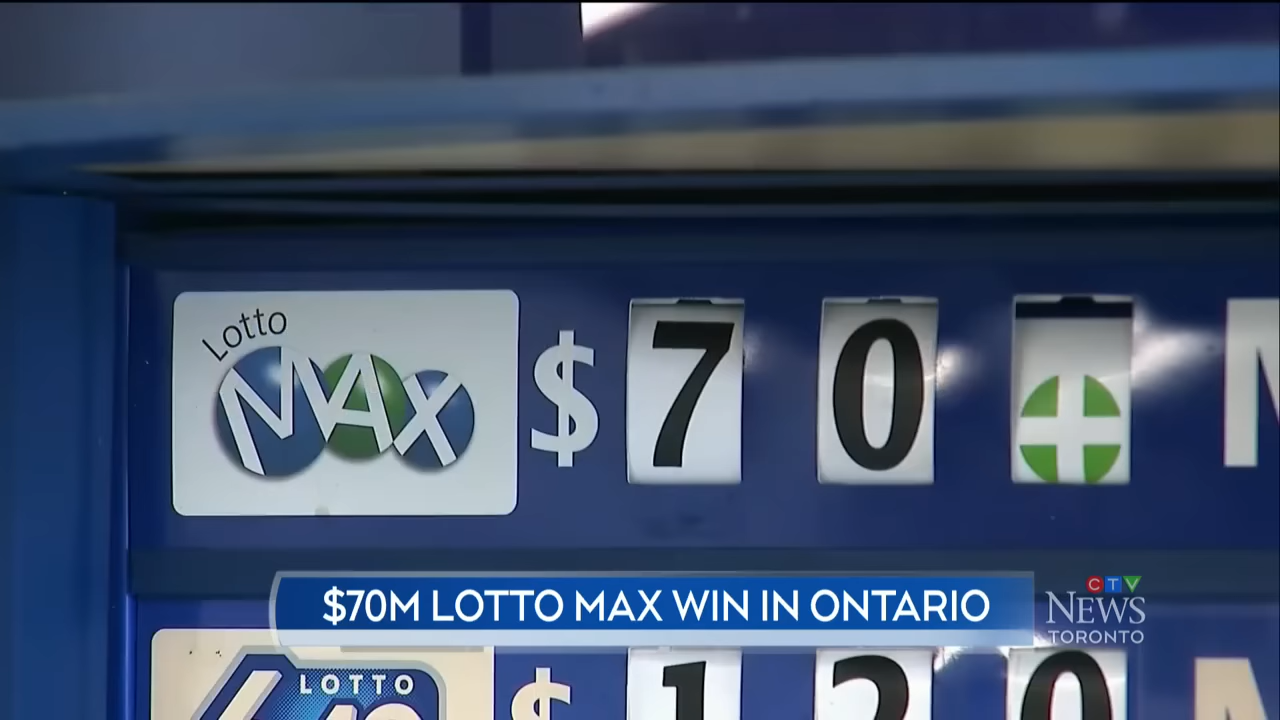 Lotto
MAX $ 70
$70M LOTTO MAX WIN IN ONTARIO
CTV
NEWS
TORONTO
LOTTO
$ 120